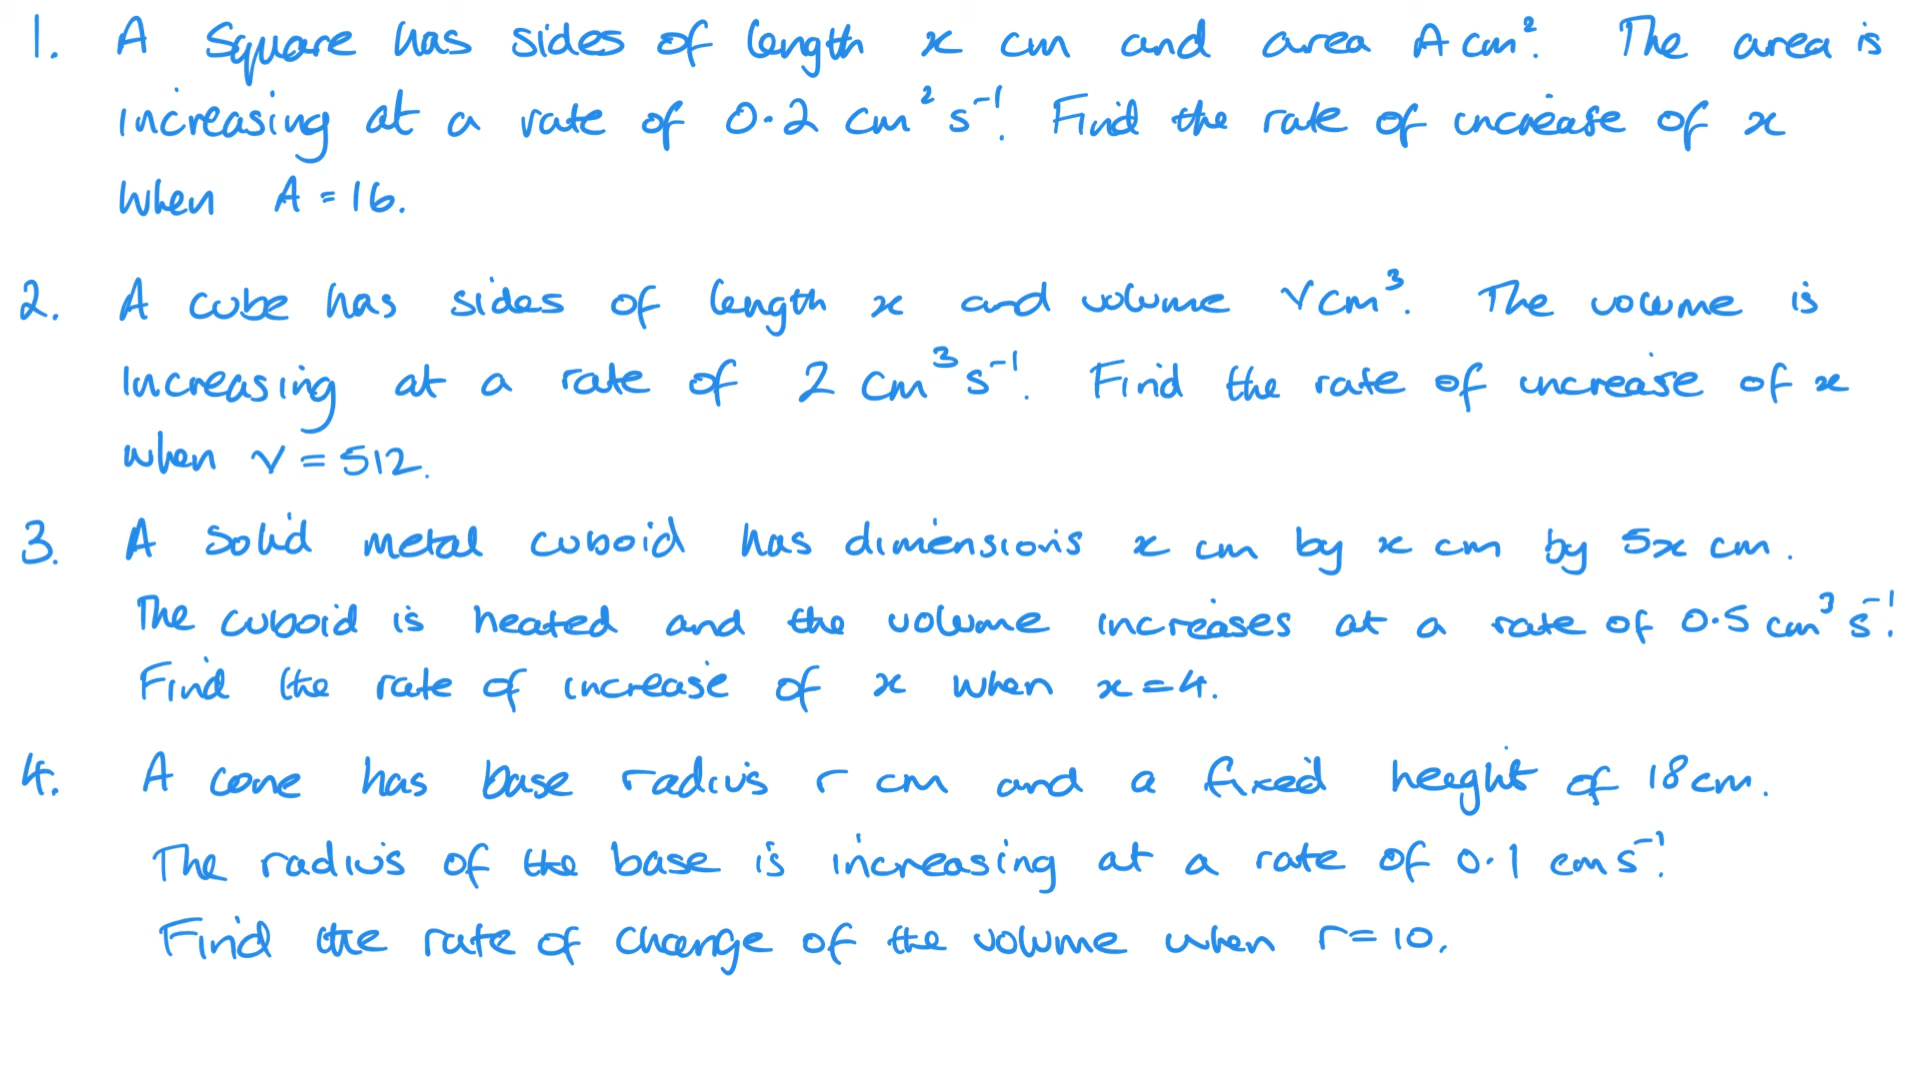 1. A square has sides of length x cm and area A cm². The area is
increasing at a rate of 0.2 cm² s⁻¹. Find the rate of increase of x
when A = 16.
2. A cube has sides of length x and volume V cm³. The volume is
increasing at a rate of 2 cm³ s⁻¹. Find the rate of increase of x
when V = 512.
3. A solid metal cuboid has dimensions x cm by x cm by 5x cm.
The cuboid is heated and the volume increases at a rate of 0.5 cm³ s⁻¹.
Find the rate of increase of x when x = 4.
4. A cone has base radius r cm and a fixed height of 18 cm.
The radius of the base is increasing at a rate of 0.1 cm s⁻¹.
Find the rate of change of the volume when r = 10.